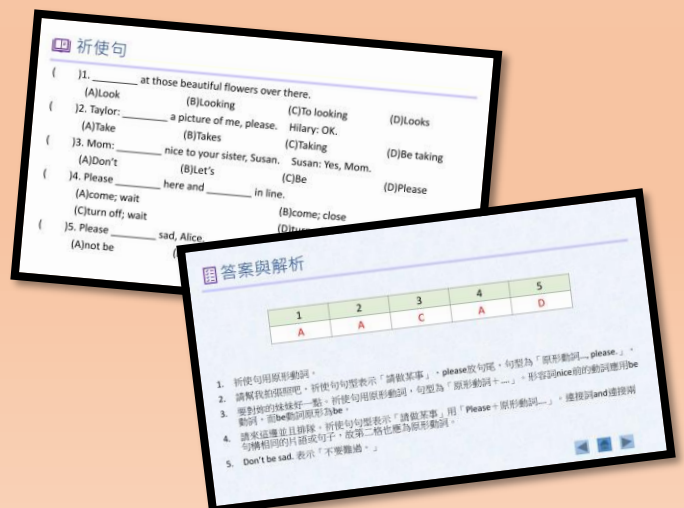 祈使句
( )1. ________ at those beautiful flowers over there.
(A)Look (B)Looking (C)To looking (D)Looks
( )2. Taylor: ________ a picture of me, please. Hilary: OK.
(A)Take (B)Takes (C)Taking (D)Be taking
( )3. Mom: ________ nice to your sister, Susan. Susan: Yes, Mom.
(A)Don't (B)Let's (C)Be (D)Please
( )4. Please ________ here and ________ in line.
(A)come; wait (B)come; close
(C)turn off; wait
( )5. Please ________ sad, Alice.
(A)not be
答案與解析
1 2 3 4 5
A A C A D
1. 祈使句用原形動詞。
2. 請幫我拍張照吧,祈使句句型表示「請做某事」,please放句尾,句型為「原形動詞…, please.」。
3. 要對妳的妹妹好一點。祈使句用原形動詞,句型為「原形動詞+…」。形容詞nice前的動詞應用be
動詞,而be動詞原形為be。
4. 請來這邊並且排隊。祈使句句型表示「請做某事」用「Please+原形動詞…」。連接詞and連接兩
句構相同的片語或句子,故第二格也應為原形動詞。
5. Don't be sad. 表示「不要難過。」